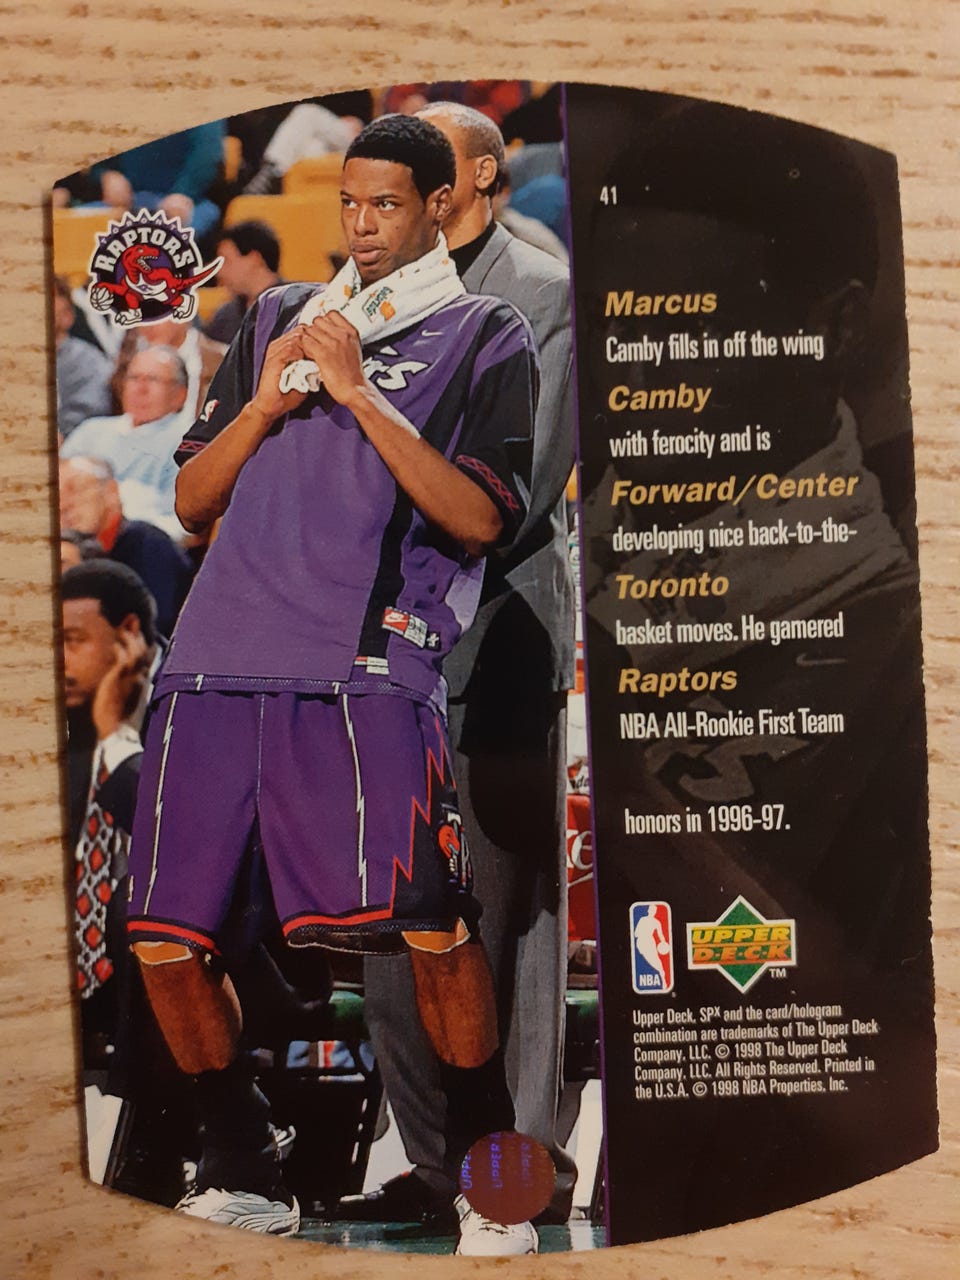 41
TORONTO
RAPTORS
Marcus
Camby fills in off the wing
Camby
with ferocity and is
Forward/Center
developing nice back-to-the-
Toronto
basket moves. He garnered
Raptors
NBA All-Rookie First Team
honors in 1996-97.
NBA
UPPER
D·E·C·K
TM
Upper Deck, SPx and the card/hologram
combination are trademarks of The Upper Deck
Company, LLC. © 1998 The Upper Deck
Company, LLC. All Rights Reserved. Printed in
the U.S.A. © 1998 NBA Properties, Inc.
UPPER